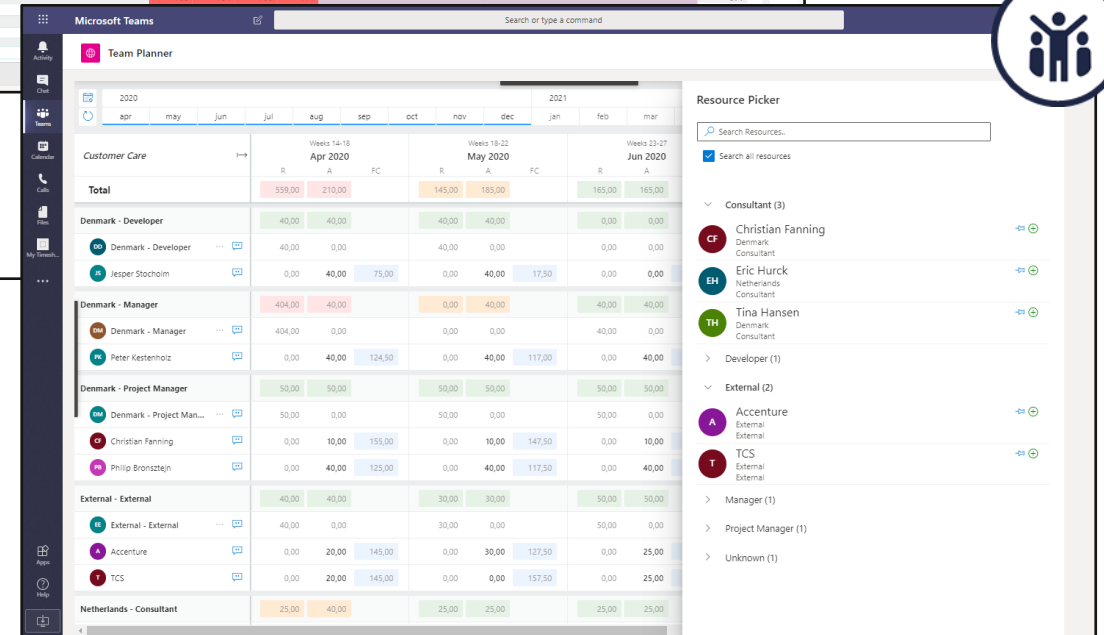 Microsoft Teams
Search or type a command
Activity
Chat
Teams
Calendar
Calls
Files
My Timesh...
Apps
Help
Team Planner
2020 2021
apr may jun jul aug sep oct nov dec jan feb mar
Customer Care
Weeks 14-18 Weeks 18-22 Weeks 23-27
Apr 2020 May 2020 Jun 2020
R A FC R A FC R A
Total 559,00 210,00 145,00 185,00 165,00 165,00
Denmark - Developer 40,00 40,00 40,00 40,00 0,00 0,00
DD Denmark - Developer ... 40,00 0,00 40,00 0,00 0,00 0,00
JS Jesper Stocholm 0,00 40,00 75,00 0,00 40,00 17,50 0,00 0,00
Denmark - Manager 404,00 40,00 0,00 40,00 40,00 40,00
DM Denmark - Manager ... 404,00 0,00 0,00 0,00 40,00 0,00
PK Peter Kestenholz 0,00 40,00 124,50 0,00 40,00 117,00 0,00 40,00
Denmark - Project Manager 50,00 50,00 50,00 50,00 50,00 50,00
DM Denmark - Project Man... ... 50,00 0,00 50,00 0,00 50,00 0,00
CF Christian Fanning 0,00 10,00 155,00 0,00 10,00 147,50 0,00 10,00
PB Philip Bronsztejn 0,00 40,00 125,00 0,00 40,00 117,50 0,00 40,00
External - External 40,00 40,00 30,00 30,00 50,00 50,00
EE External - External ... 40,00 0,00 30,00 0,00 50,00 0,00
A Accenture 0,00 20,00 145,00 0,00 30,00 127,50 0,00 25,00
T TCS 0,00 20,00 145,00 0,00 0,00 157,50 0,00 25,00
Netherlands - Consultant 25,00 40,00 25,00 25,00 25,00 25,00
Resource Picker
Search Resources..
Search all resources
Consultant (3)
CF Christian Fanning
Denmark
Consultant
EH Eric Hurck
Netherlands
Consultant
TH Tina Hansen
Denmark
Consultant
Developer (1)
External (2)
A Accenture
External
External
T TCS
External
External
Manager (1)
Project Manager (1)
Unknown (1)